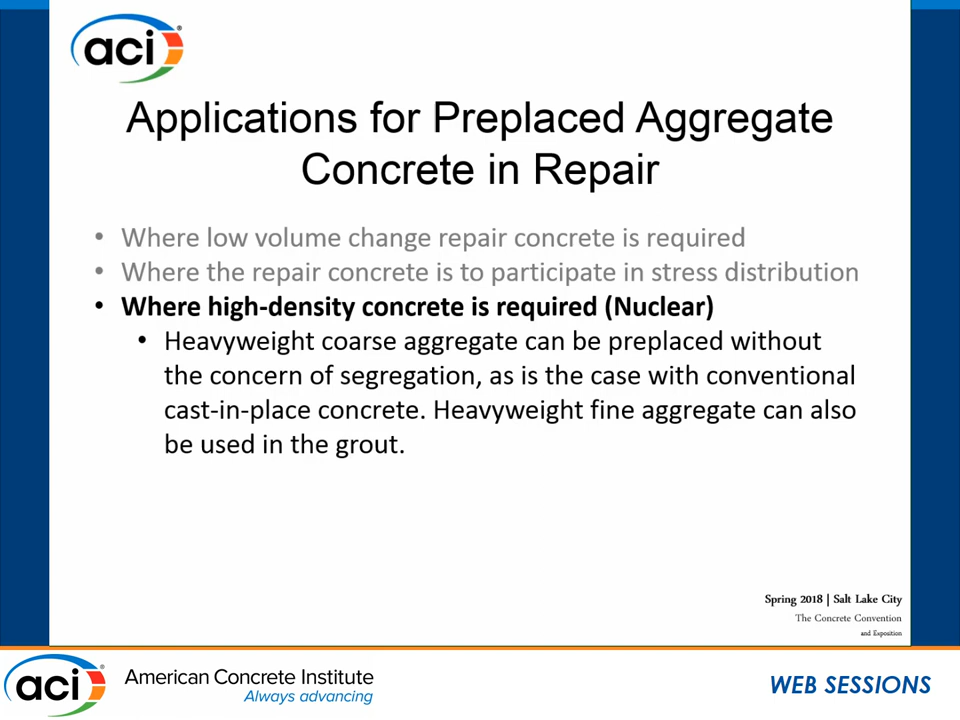 aci
Applications for Preplaced Aggregate
Concrete in Repair
• Where low volume change repair concrete is required
• Where the repair concrete is to participate in stress distribution
• Where high-density concrete is required (Nuclear)
• Heavyweight coarse aggregate can be preplaced without
the concern of segregation, as is the case with conventional
cast-in-place concrete. Heavyweight fine aggregate can also
be used in the grout.
Spring 2018 | Salt Lake City
The Concrete Convention
and Exposition
aci
American Concrete Institute
Always advancing
WEB SESSIONS